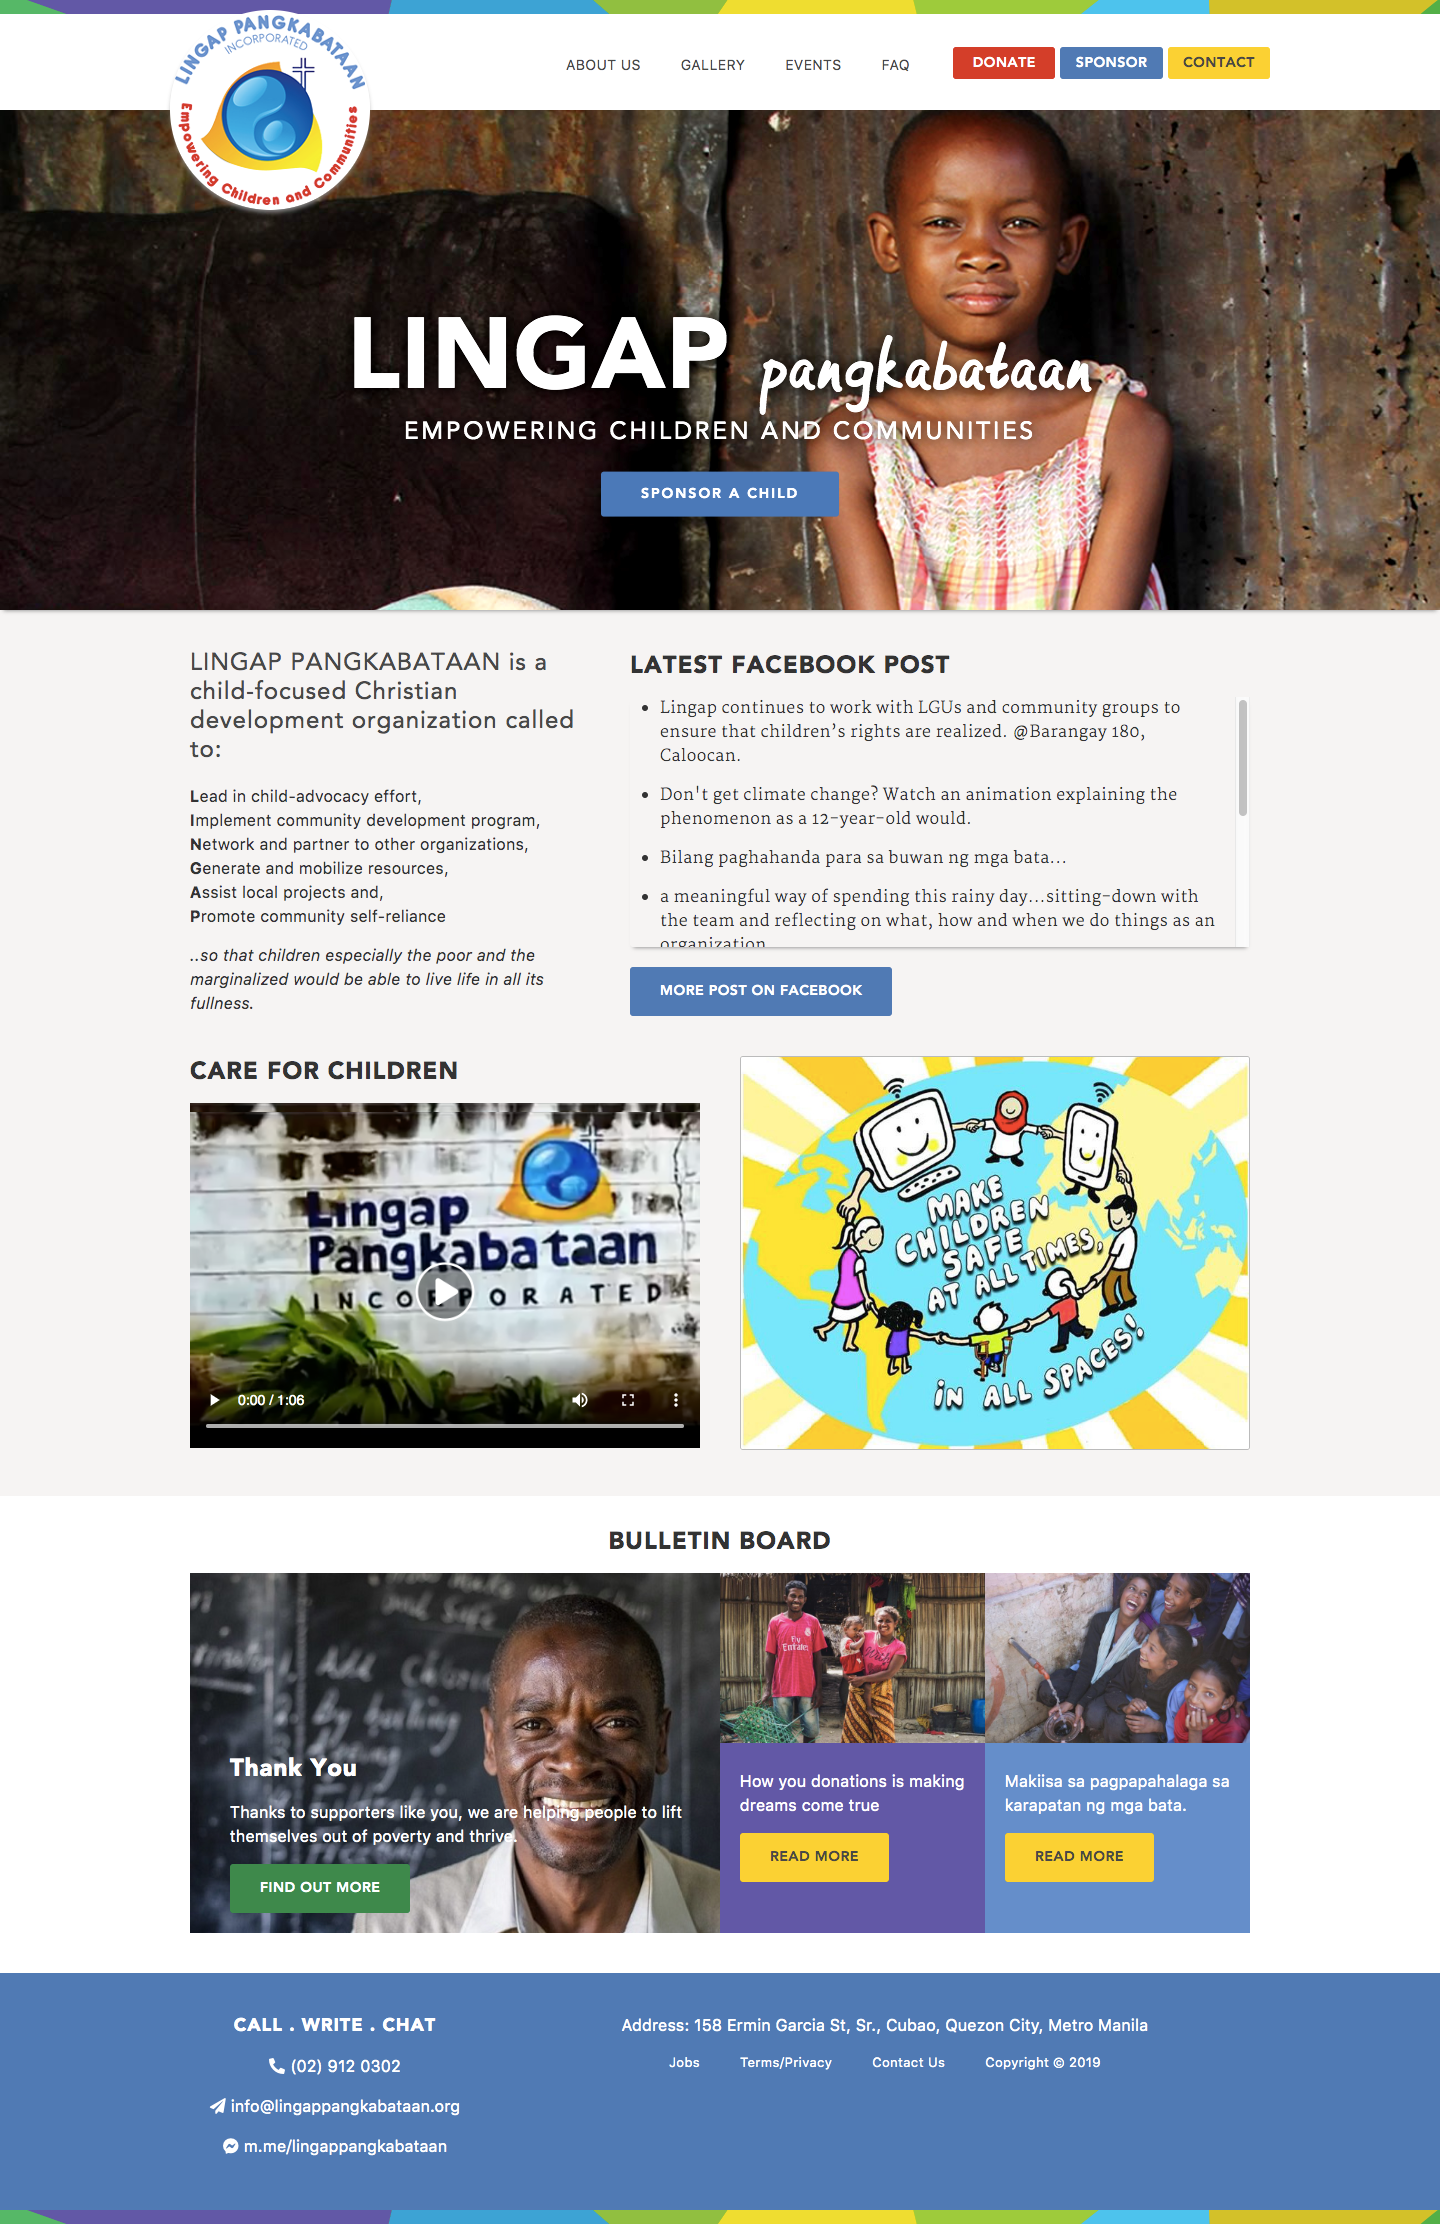 LINGAP PANGKABATAAN
INCORPORATED
Empowering Children and Communities
ABOUT US
GALLERY
EVENTS
FAQ
DONATE
SPONSOR
CONTACT
LINGAP pangkabataan
EMPOWERING CHILDREN AND COMMUNITIES
SPONSOR A CHILD
LINGAP PANGKABATAAN is a
child-focused Christian
development organization called
to:
Lead in child-advocacy effort,
Implement community development program,
Network and partner to other organizations,
Generate and mobilize resources,
Assist local projects and,
Promote community self-reliance
..so that children especially the poor and the
marginalized would be able to live life in all its
fullness.
LATEST FACEBOOK POST
Lingap continues to work with LGUs and community groups to
ensure that children’s rights are realized. @Barangay 180,
Caloocan.
Don't get climate change? Watch an animation explaining the
phenomenon as a 12-year-old would.
Bilang paghahanda para sa buwan ng mga bata...
a meaningful way of spending this rainy day...sitting-down with
the team and reflecting on what, how and when we do things as an
organization
MORE POST ON FACEBOOK
CARE FOR CHILDREN
Lingap
Pangkabataan
INCORPORATED
0:00 / 1:06
MAKE
CHILDREN
SAFE
AT ALL TIMES,
IN ALL SPACES!
BULLETIN BOARD
Thank You
Thanks to supporters like you, we are helping people to lift
themselves out of poverty and thrive.
FIND OUT MORE
Fly
Emirates
How you donations is making
dreams come true
READ MORE
Makiisa sa pagpapahalaga sa
karapatan ng mga bata.
READ MORE
CALL . WRITE . CHAT
(02) 912 0302
info@lingappangkabataan.org
m.me/lingappangkabataan
Address: 158 Ermin Garcia St, Sr., Cubao, Quezon City, Metro Manila
Jobs
Terms/Privacy
Contact Us
Copyright © 2019